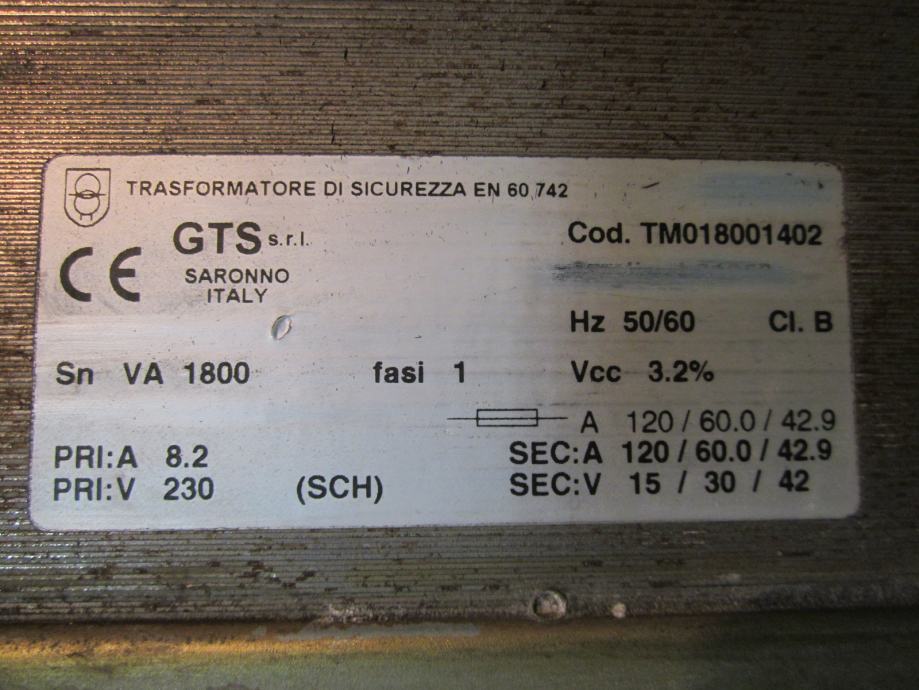 TRASFORMATORE DI SICUREZZA EN 60.742
GTS s.r.l.
SARONNO
ITALY
CE
Cod. TM018001402
Hz 50/60 Cl. B
Sn VA 1800 fasi 1 Vcc 3.2%
A 120 / 60.0 / 42.9
PRI:A 8.2 SEC:A 120 / 60.0 / 42.9
PRI:V 230 (SCH) SEC:V 15 / 30 / 42